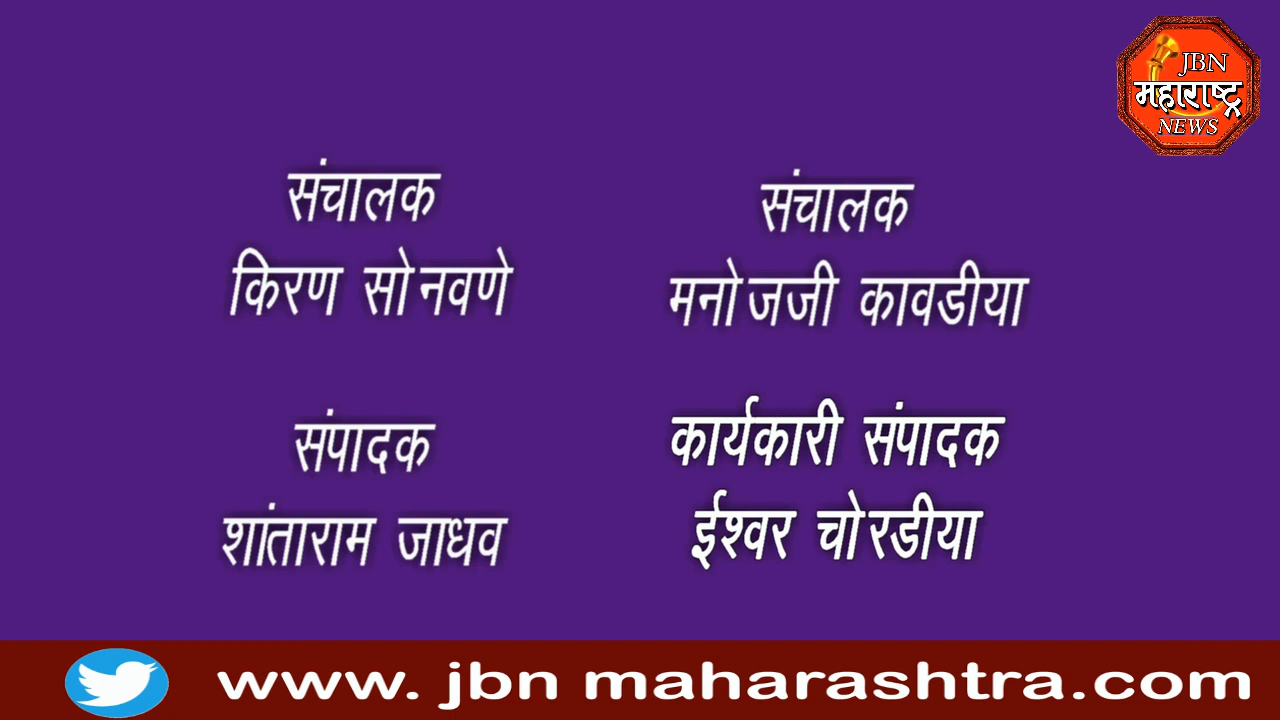 JBN
महाराष्ट्र
NEWS
संचालक
किरण सोनवणे
संचालक
मनोजजी कावडीया
संपादक
शांताराम जाधव
कार्यकारी संपादक
ईश्वर चोरडीया
www. jbn maharashtra.com